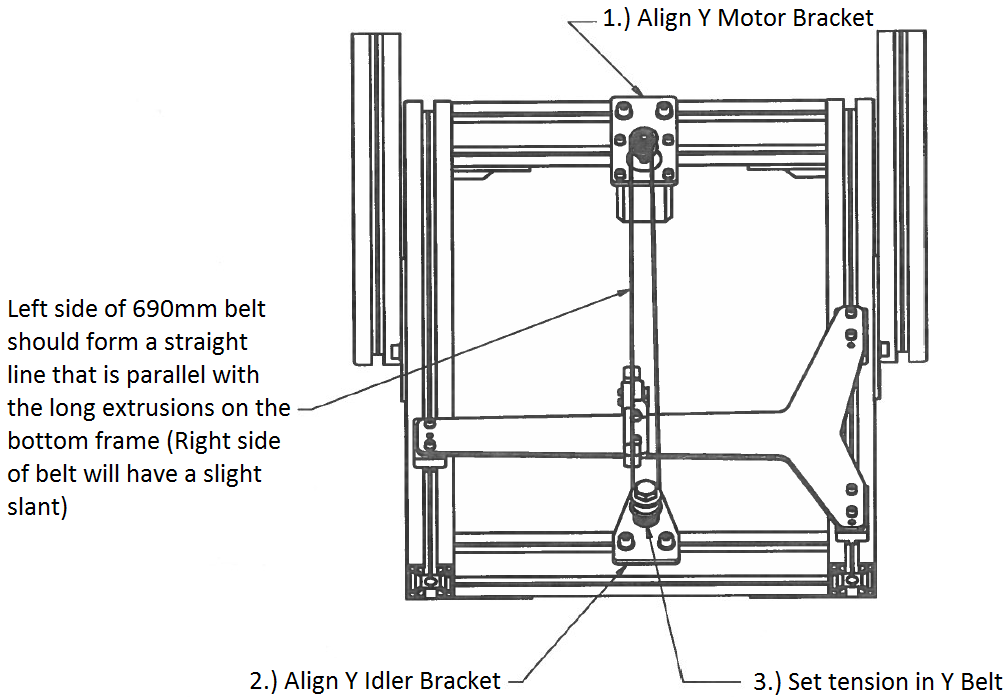 1.) Align Y Motor Bracket
Left side of 690mm belt
should form a straight
line that is parallel with
the long extrusions on the
bottom frame (Right side
of belt will have a slight
slant)
2.) Align Y Idler Bracket
3.) Set tension in Y Belt